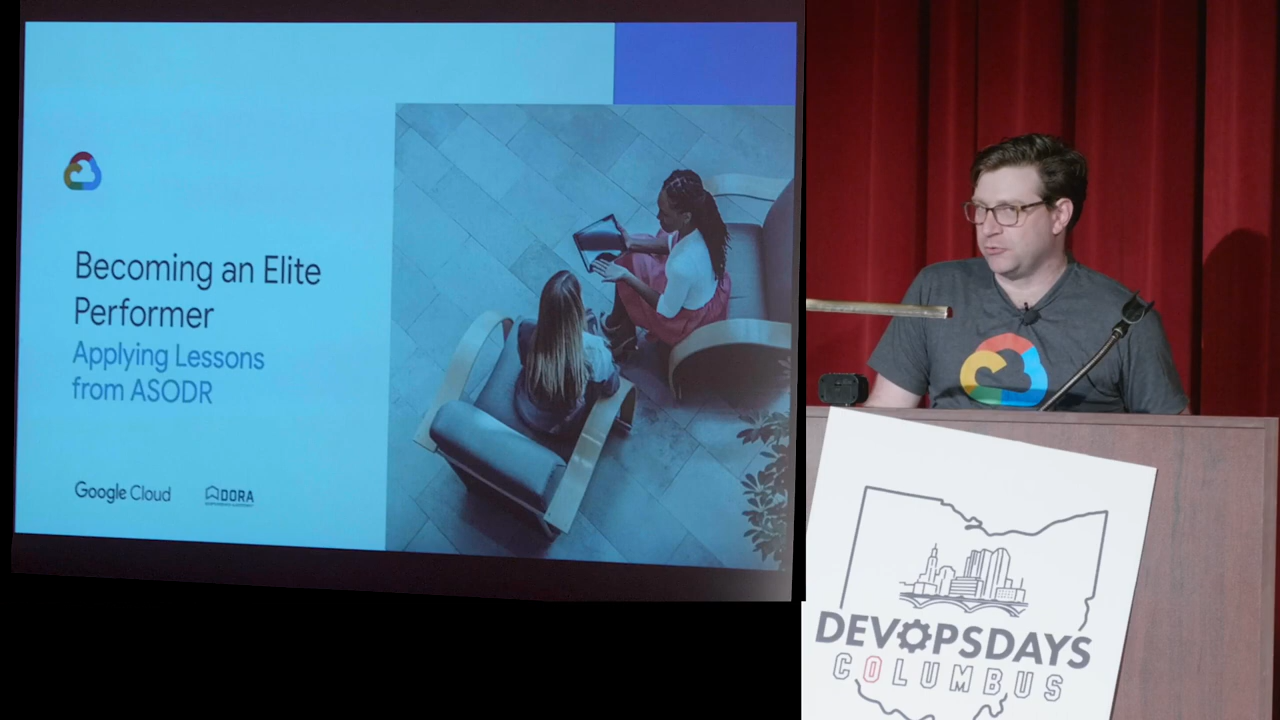 Becoming an Elite
Performer
Applying Lessons
from ASODR
Google Cloud
DORA
DEVOPSDAYS
COLUMBUS